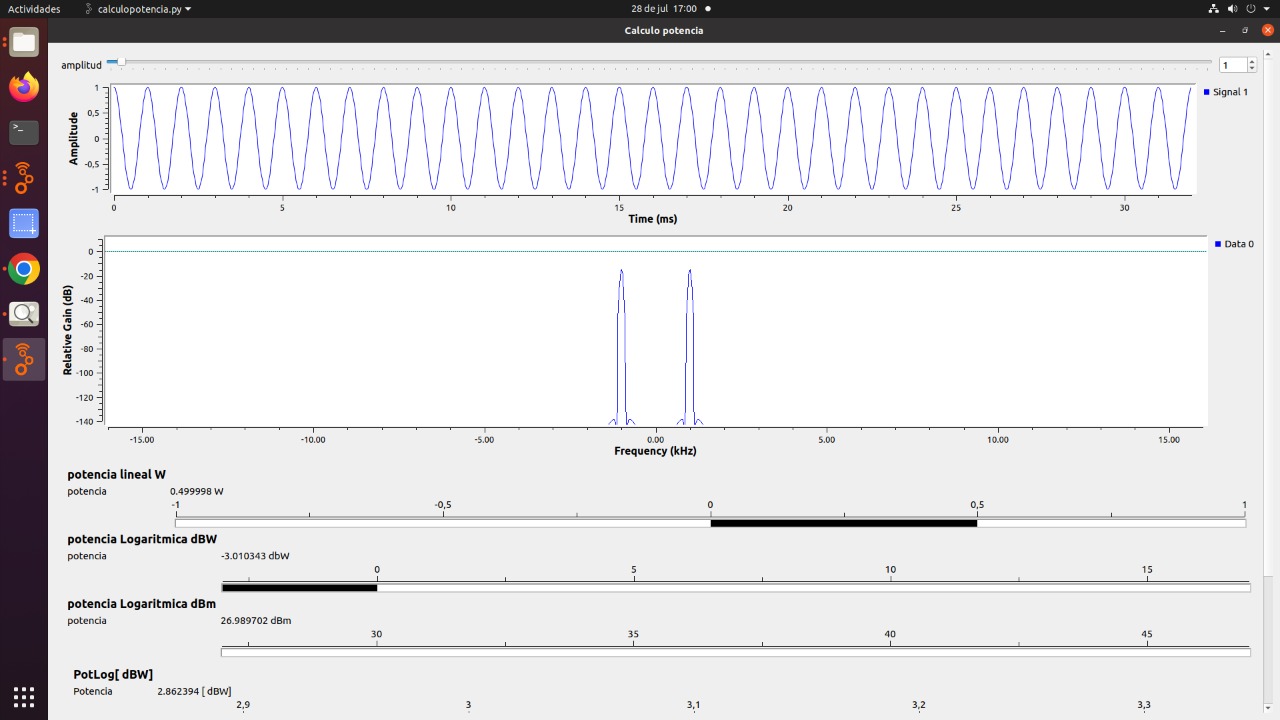 Actividades calculopotencia.py 28 de jul 17:00
Calculo potencia
amplitud 1
1
0,5
0
-0,5
-1
Amplitude
Signal 1
0 5 10 15 20 25 30
Time (ms)
0
-20
-40
-60
-80
-100
-120
-140
Relative Gain (dB)
Data 0
-15.00 -10.00 -5.00 0.00 5.00 10.00 15.00
Frequency (kHz)
potencia lineal W
potencia 0.499998 W
-1 -0,5 0 0,5 1
potencia Logaritmica dBW
potencia -3.010343 dbW
0 5 10 15
potencia Logaritmica dBm
potencia 26.989702 dBm
30 35 40 45
PotLog[ dBW]
Potencia 2.862394 [ dBW]
2,9 3 3,1 3,2 3,3